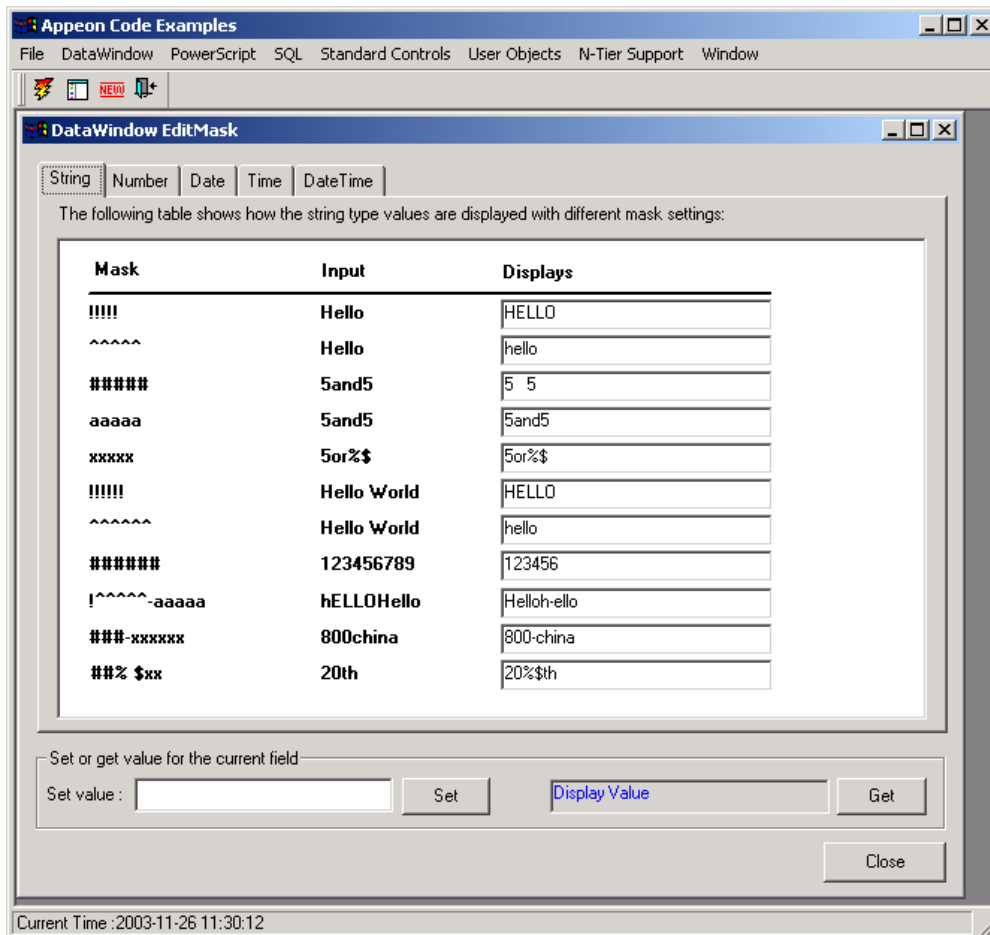 Appeon Code Examples
File DataWindow PowerScript SQL Standard Controls User Objects N-Tier Support Window
NEW
DataWindow EditMask
String Number Date Time DateTime
The following table shows how the string type values are displayed with different mask settings:
Mask Input Displays
!!!!! Hello HELLO
^^^^^ Hello hello
##### 5and5 5   5
aaaaa 5and5 5and5
xxxxx 5or%$ 5or%$
!!!!!! Hello World HELLO
^^^^^^ Hello World hello
###### 123456789 123456
!^^^^^-aaaaa hELLOHello Helloh-ello
###-xxxxxx 800china 800-china
##% $xx 20th 20%$th
Set or get value for the current field
Set value : Set Display Value Get
Close
Current Time :2003-11-26 11:30:12